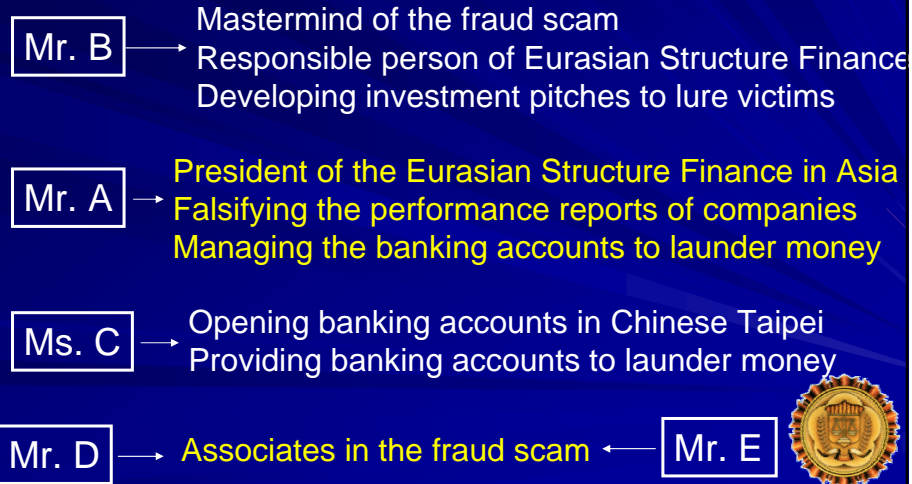 Mr. B
Mastermind of the fraud scam
Responsible person of Eurasian Structure Finance
Developing investment pitches to lure victims
Mr. A
President of the Eurasian Structure Finance in Asia
Falsifying the performance reports of companies
Managing the banking accounts to launder money
Ms. C
Opening banking accounts in Chinese Taipei
Providing banking accounts to launder money
Mr. D
Associates in the fraud scam
Mr. E